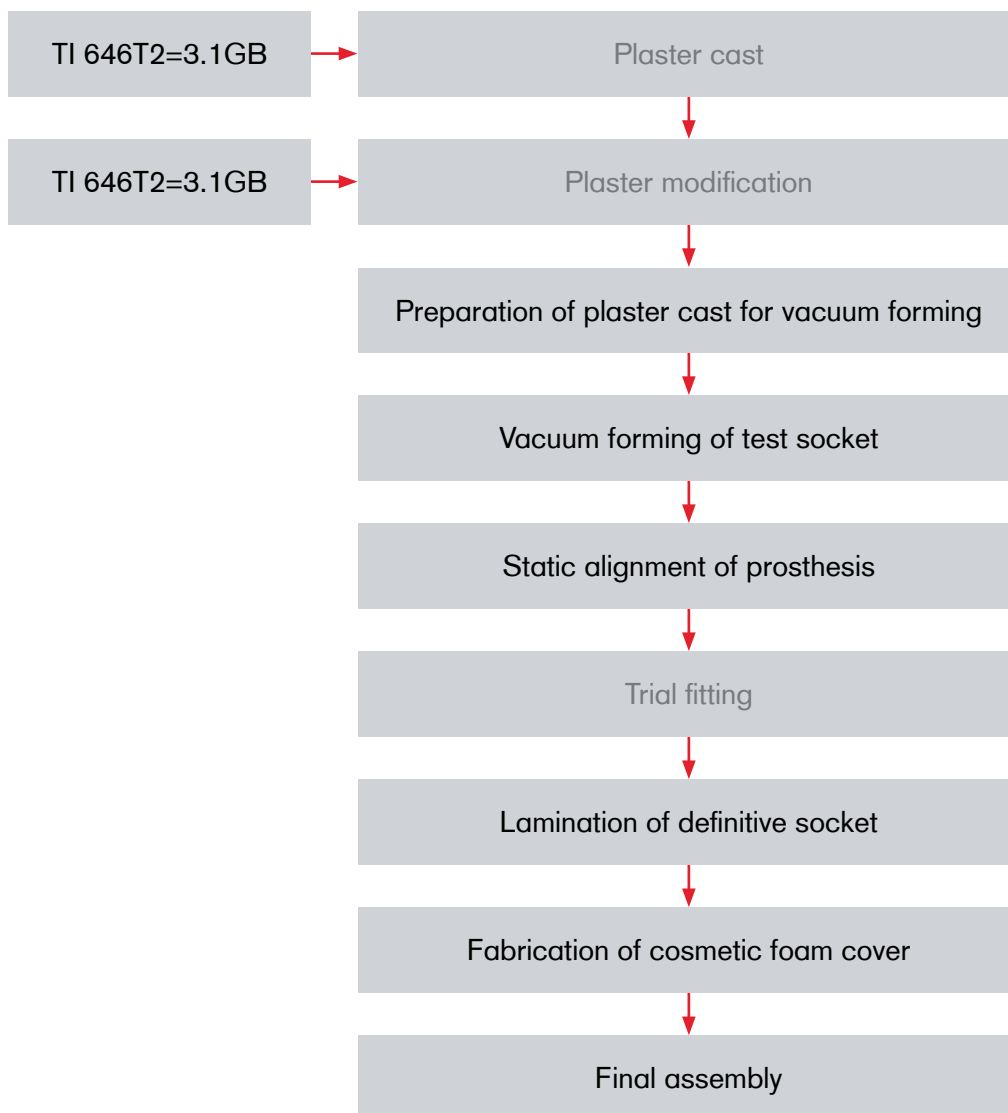 TI 646T2=3.1GB
Plaster cast
TI 646T2=3.1GB
Plaster modification
Preparation of plaster cast for vacuum forming
Vacuum forming of test socket
Static alignment of prosthesis
Trial fitting
Lamination of definitive socket
Fabrication of cosmetic foam cover
Final assembly